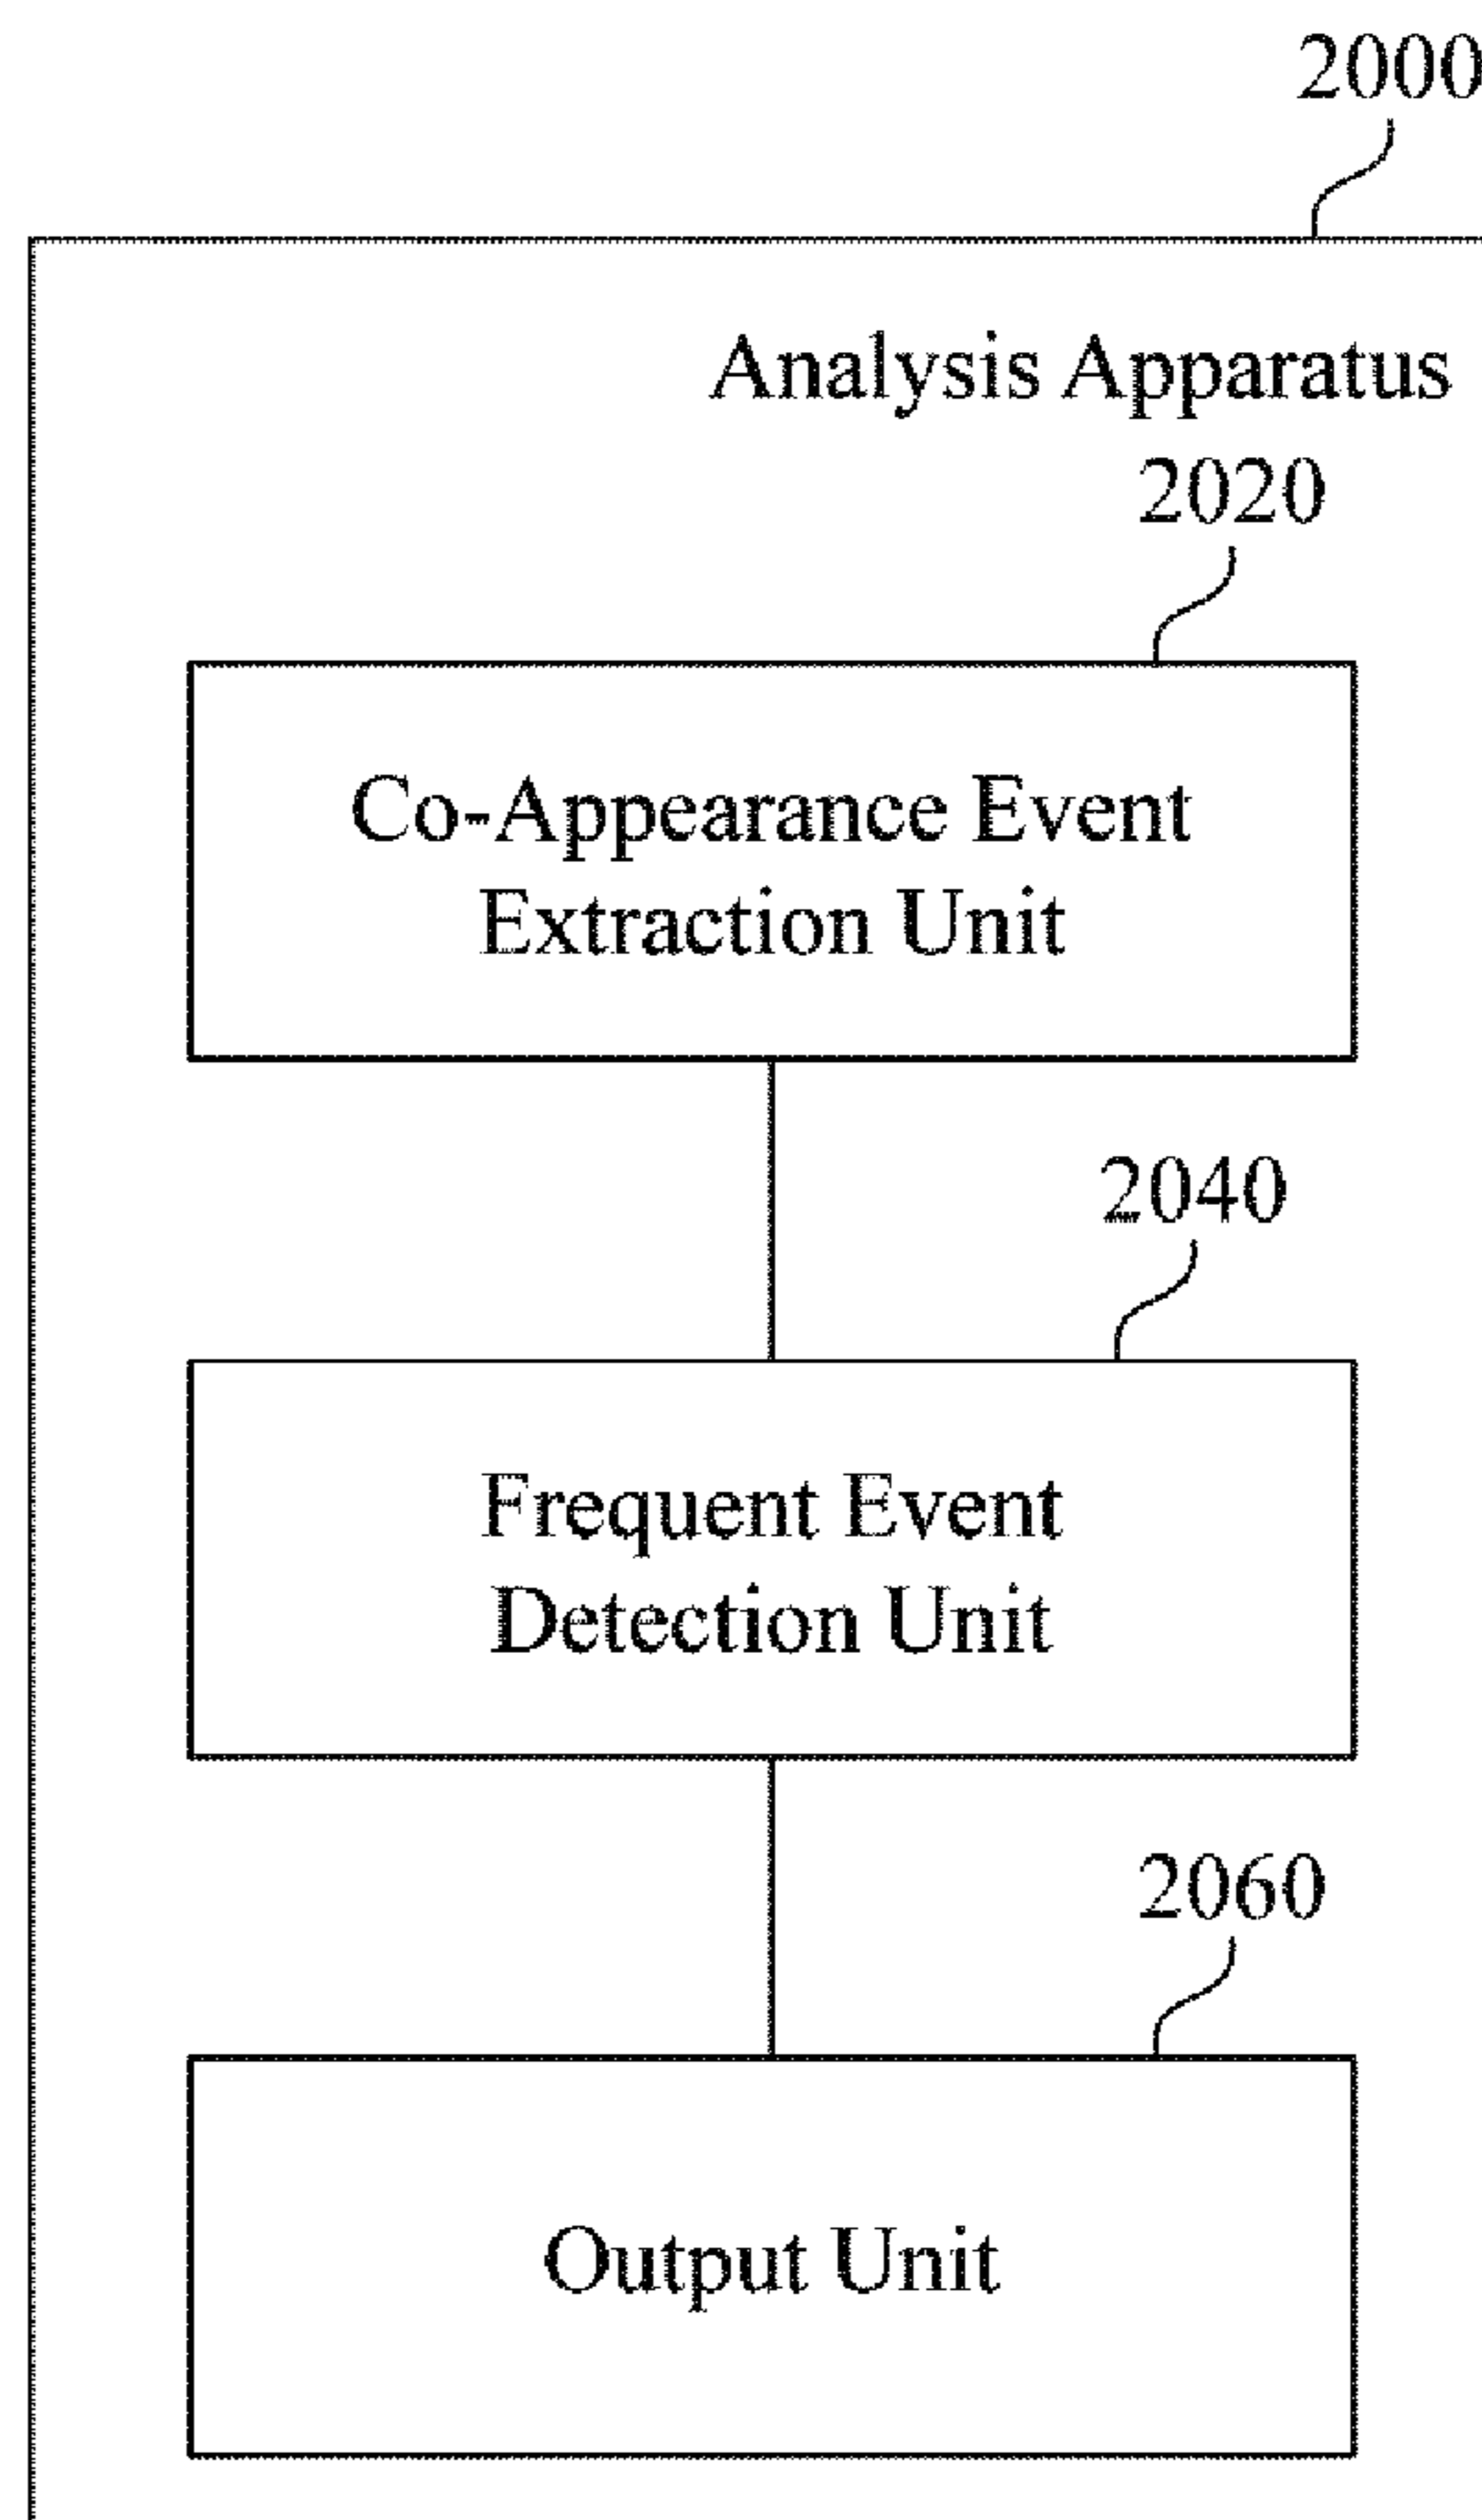 2000
Analysis Apparatus
2020
Co-Appearance Event
Extraction Unit
2040
Frequent Event
Detection Unit
2060
Output Unit